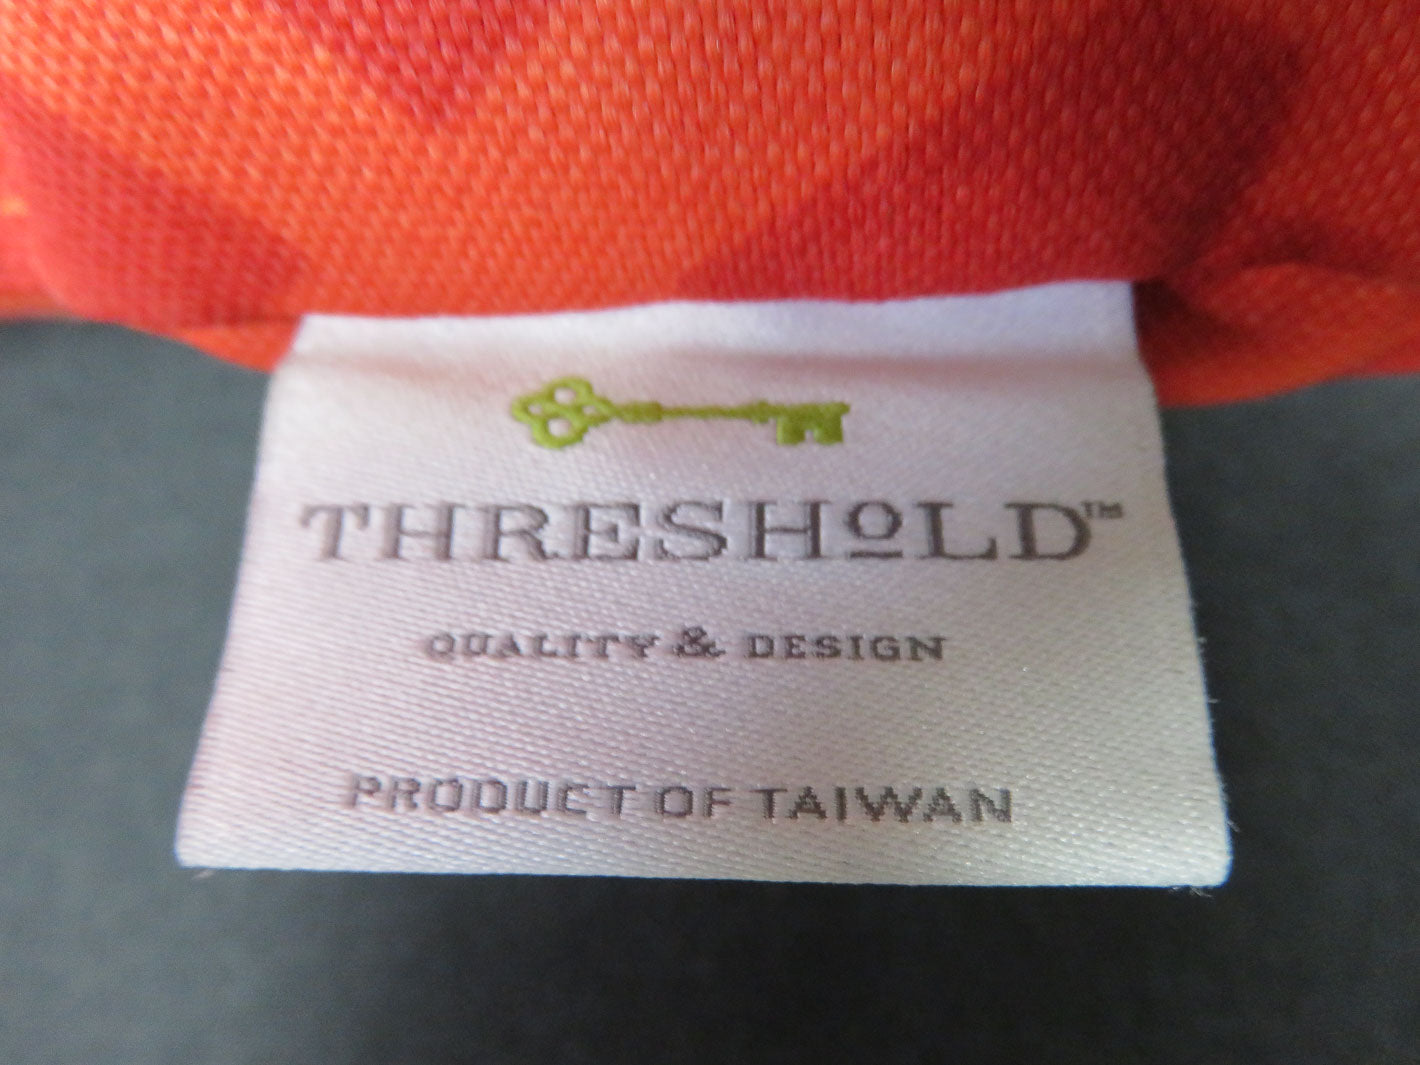 THRESHOLD™
QUALITY & DESIGN
PRODUCT OF TAIWAN